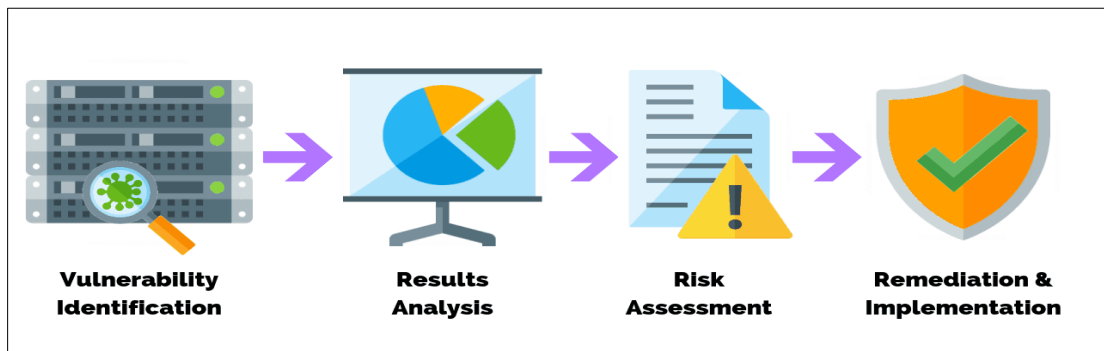 Vulnerability
Identification
Results
Analysis
Risk
Assessment
Remediation &
Implementation